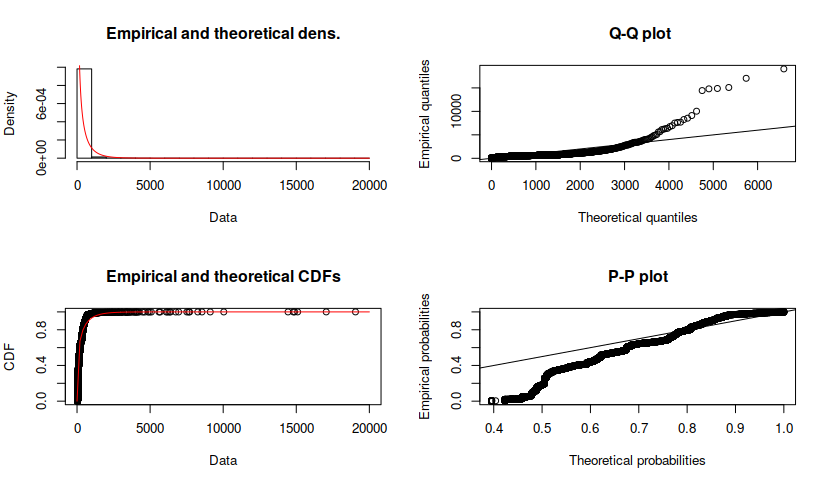 Empirical and theoretical dens.
Density
0e+00 6e-04
0 5000 10000 15000 20000
Data
Q-Q plot
Empirical quantiles
0 10000
0 1000 2000 3000 4000 5000 6000
Theoretical quantiles
Empirical and theoretical CDFs
CDF
0.0 0.4 0.8
0 5000 10000 15000 20000
Data
P-P plot
Empirical probabilities
0.0 0.4 0.8
0.4 0.5 0.6 0.7 0.8 0.9 1.0
Theoretical probabilities